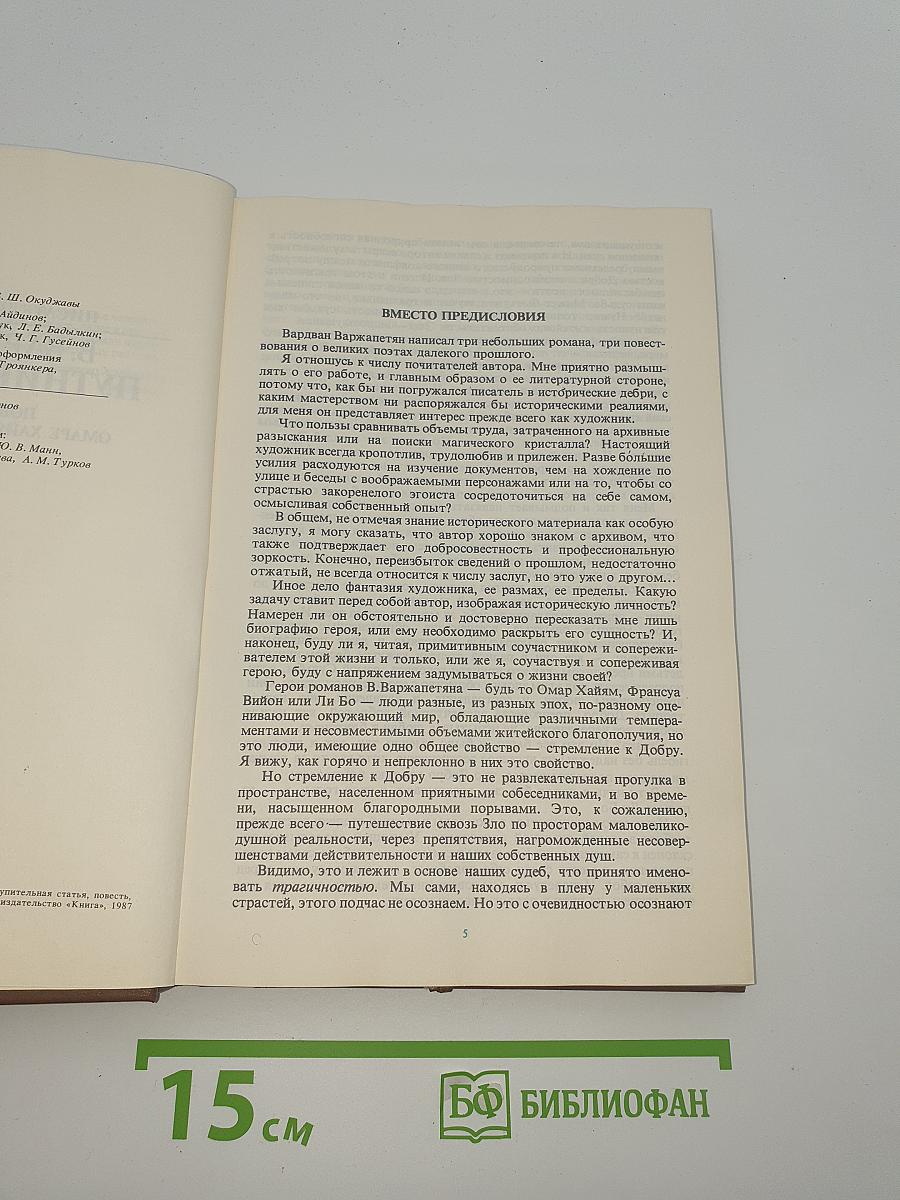 Ш. Окуджавы
Айдинов;
ук, Л. Е. Бадылкин;
к, Ч. Г. Гусейнов
оформления
Троянкера,
нов
м:
Ю. В. Манн,
ва, А. М. Турков
упительная статья, повесть,
издательство «Книга», 1987
ВМЕСТО ПРЕДИСЛОВИЯ
Вардван Варжапетян написал три небольших романа, три повест-
вования о великих поэтах далекого прошлого.
Я отношусь к числу почитателей автора. Мне приятно размыш-
лять о его работе, и главным образом о ее литературной стороне,
потому что, как бы ни погружался писатель в истбрические дебри, с
каким мастерством ни распоряжался бы историческими реалиями,
для меня он представляет интерес прежде всего как художник.
Что пользы сравнивать объемы труда, затраченного на архивные
разыскания или на поиски магического кристалла? Настоящий
художник всегда кропотлив, трудолюбив и прилежен. Разве бо́льшие
усилия расходуются на изучение документов, чем на хождение по
улице и беседы с воображаемыми персонажами или на то, чтобы со
страстью закоренелого эгоиста сосредоточиться на себе самом,
осмысливая собственный опыт?
В общем, не отмечая знание исторического материала как особую
заслугу, я могу сказать, что автор хорошо знаком с архивом, что
также подтверждает его добросовестность и профессиональную
зоркость. Конечно, переизбыток сведений о прошлом, недостаточно
отжатый, не всегда относится к числу заслуг, но это уже о другом...
Иное дело фантазия художника, ее размах, ее пределы. Какую
задачу ставит перед собой автор, изображая историческую личность?
Намерен ли он обстоятельно и достоверно пересказать мне лишь
биографию героя, или ему необходимо раскрыть его сущность? И,
наконец, буду ли я, читая, примитивным соучастником и сопережи-
вателем этой жизни и только, или же я, соучаствуя и сопереживая
герою, буду с напряжением задумываться о жизни своей?
Герои романов В.Варжапетяна — будь то Омар Хайям, Франсуа
Вийон или Ли Бо — люди разные, из разных эпох, по-разному оце-
нивающие окружающий мир, обладающие различными темпера-
ментами и несовместимыми объемами житейского благополучия, но
это люди, имеющие одно общее свойство — стремление к Добру.
Я вижу, как горячо и непреклонно в них это свойство.
Но стремление к Добру — это не развлекательная прогулка в
пространстве, населенном приятными собеседниками, и во време-
ни, насыщенном благородными порывами. Это, к сожалению,
прежде всего — путешествие сквозь Зло по просторам маловелико-
душной реальности, через препятствия, нагроможденные несовер-
шенствами действительности и наших собственных душ.
Видимо, это и лежит в основе наших судеб, что принято имено-
вать трагичностью. Мы сами, находясь в плену у маленьких
страстей, этого подчас не осознаем. Но это с очевидностью осознают
5
15 см
БФ БИБЛИОФАН